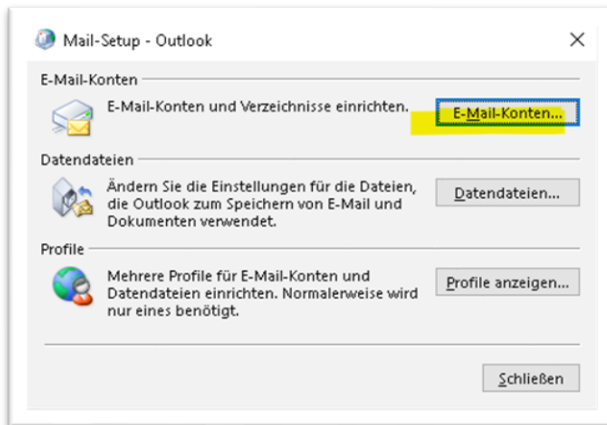 Mail-Setup - Outlook
E-Mail-Konten
E-Mail-Konten und Verzeichnisse einrichten.
E-Mail-Konten...
Datendateien
Ändern Sie die Einstellungen für die Dateien,
die Outlook zum Speichern von E-Mail und
Dokumenten verwendet.
Datendateien...
Profile
Mehrere Profile für E-Mail-Konten und
Datendateien einrichten. Normalerweise wird
nur eines benötigt.
Profile anzeigen...
Schließen